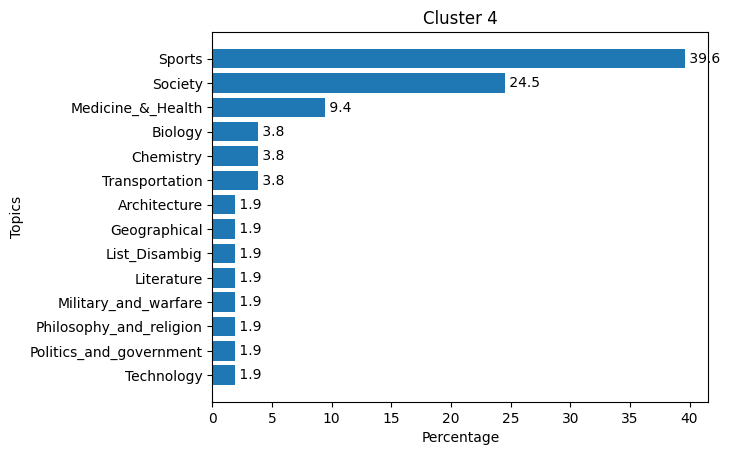 Cluster 4
Topics
Sports 39.6
Society 24.5
Medicine_&_Health 9.4
Biology 3.8
Chemistry 3.8
Transportation 3.8
Architecture 1.9
Geographical 1.9
List_Disambig 1.9
Literature 1.9
Military_and_warfare 1.9
Philosophy_and_religion 1.9
Politics_and_government 1.9
Technology 1.9
0 5 10 15 20 25 30 35 40
Percentage